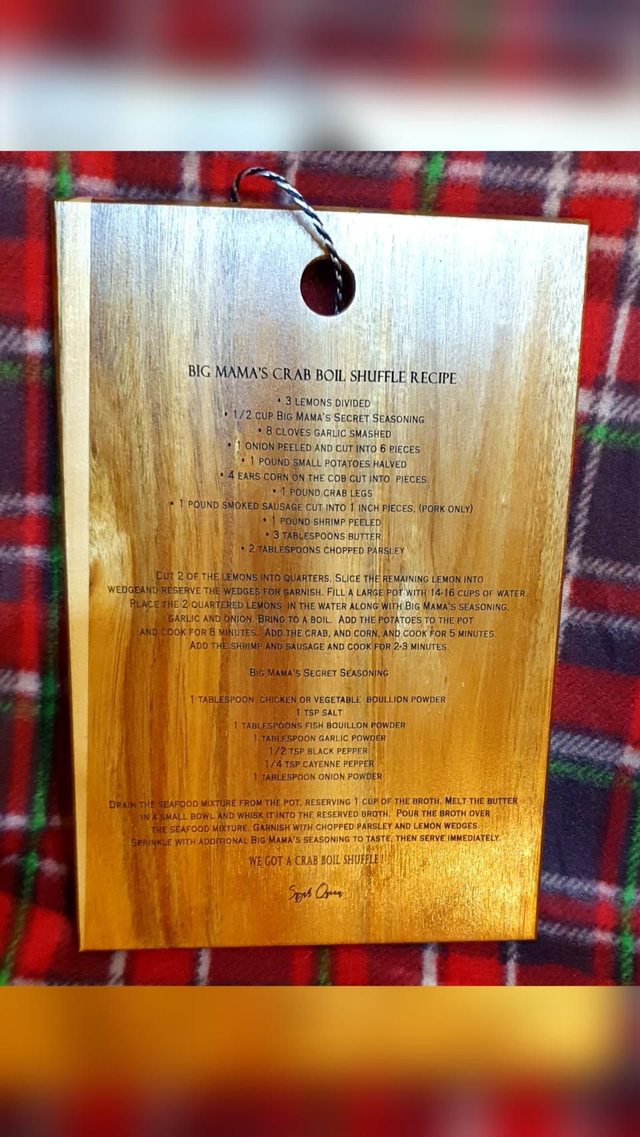 BIG MAMA'S CRAB BOIL SHUFFLE RECIPE
• 3 LEMONS DIVIDED
• 1/2 CUP BIG MAMA'S SECRET SEASONING
• 8 CLOVES GARLIC SMASHED
• 1 ONION PEELED AND CUT INTO 6 PIECES
• 1 POUND SMALL POTATOES HALVED
• 4 EARS CORN ON THE COB CUT INTO PIECES
• 1 POUND CRAB LEGS
• 1 POUND SMOKED SAUSAGE CUT INTO 1 INCH PIECES, (PORK ONLY)
• 1 POUND SHRIMP PEELED
• 3 TABLESPOONS BUTTER
• 2 TABLESPOONS CHOPPED PARSLEY
CUT 2 OF THE LEMONS INTO QUARTERS. SLICE THE REMAINING LEMON INTO
WEDGEAND RESERVE THE WEDGES FOR GARNISH. FILL A LARGE POT WITH 14-16 CUPS OF WATER.
PLACE THE 2 QUARTERED LEMONS IN THE WATER ALONG WITH BIG MAMA'S SEASONING,
GARLIC AND ONION. BRING TO A BOIL. ADD THE POTATOES TO THE POT
AND COOK FOR 8 MINUTES. ADD THE CRAB, AND CORN, AND COOK FOR 5 MINUTES.
ADD THE SHRIMP AND SAUSAGE AND COOK FOR 2-3 MINUTES.
BIG MAMA'S SECRET SEASONING
1 TABLESPOON CHICKEN OR VEGETABLE BOULLION POWDER
1 TSP SALT
1 TABLESPOONS FISH BOUILLON POWDER
1 TABLESPOON GARLIC POWDER
1/2 TSP BLACK PEPPER
1/4 TSP CAYENNE PEPPER
1 TABLESPOON ONION POWDER
DRAIN THE SEAFOOD MIXTURE FROM THE POT, RESERVING 1 CUP OF THE BROTH. MELT THE BUTTER
IN A SMALL BOWL AND WHISK IT INTO THE RESERVED BROTH. POUR THE BROTH OVER
THE SEAFOOD MIXTURE. GARNISH WITH CHOPPED PARSLEY AND LEMON WEDGES.
SPRINKLE WITH ADDITIONAL BIG MAMA'S SEASONING TO TASTE, THEN SERVE IMMEDIATELY.
WE GOT A CRAB BOIL SHUFFLE!